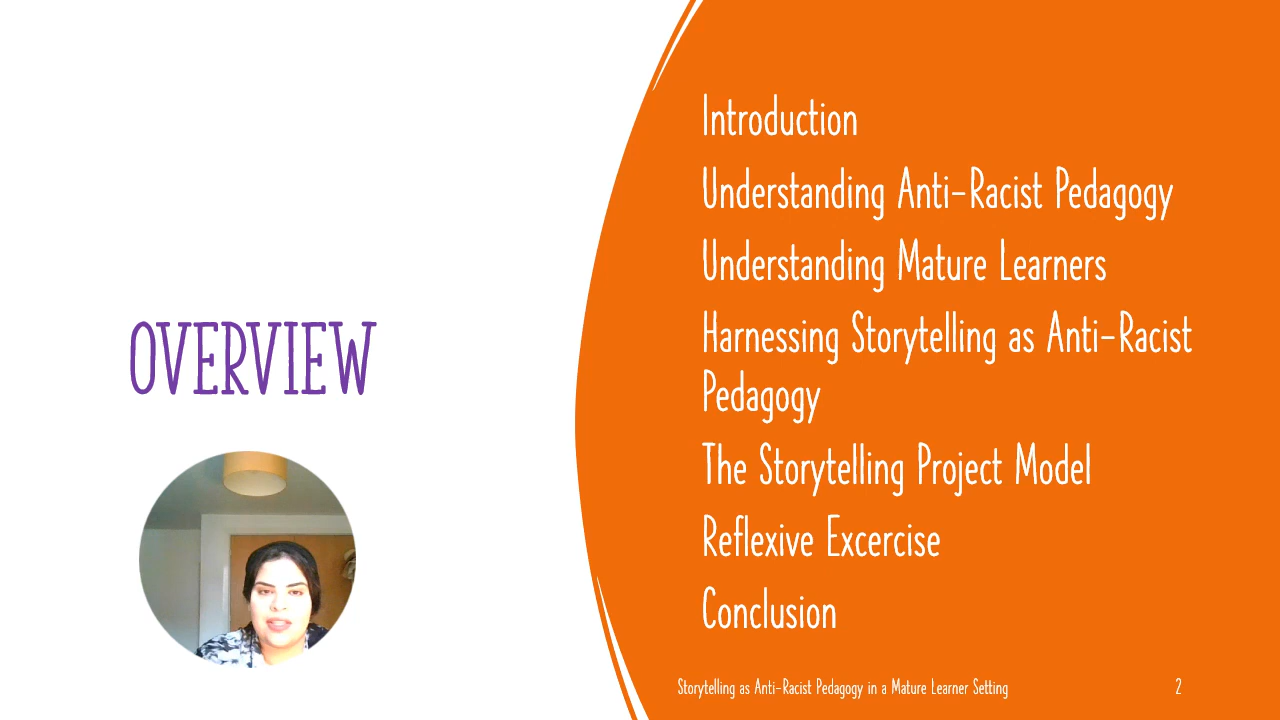 OVERVIEW
Introduction
Understanding Anti-Racist Pedagogy
Understanding Mature Learners
Harnessing Storytelling as Anti-Racist
Pedagogy
The Storytelling Project Model
Reflexive Excercise
Conclusion
Storytelling as Anti-Racist Pedagogy in a Mature Learner Setting
2